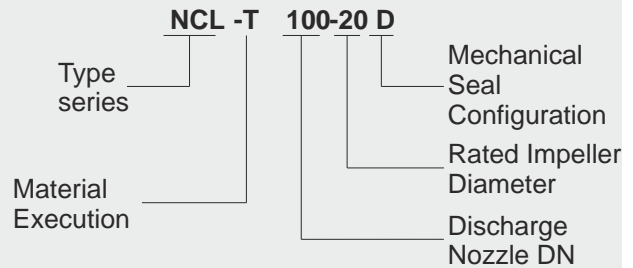 NCL -T 100-20 D
Type
series
Material
Execution
Mechanical
Seal
Configuration
Rated Impeller
Diameter
Discharge
Nozzle DN